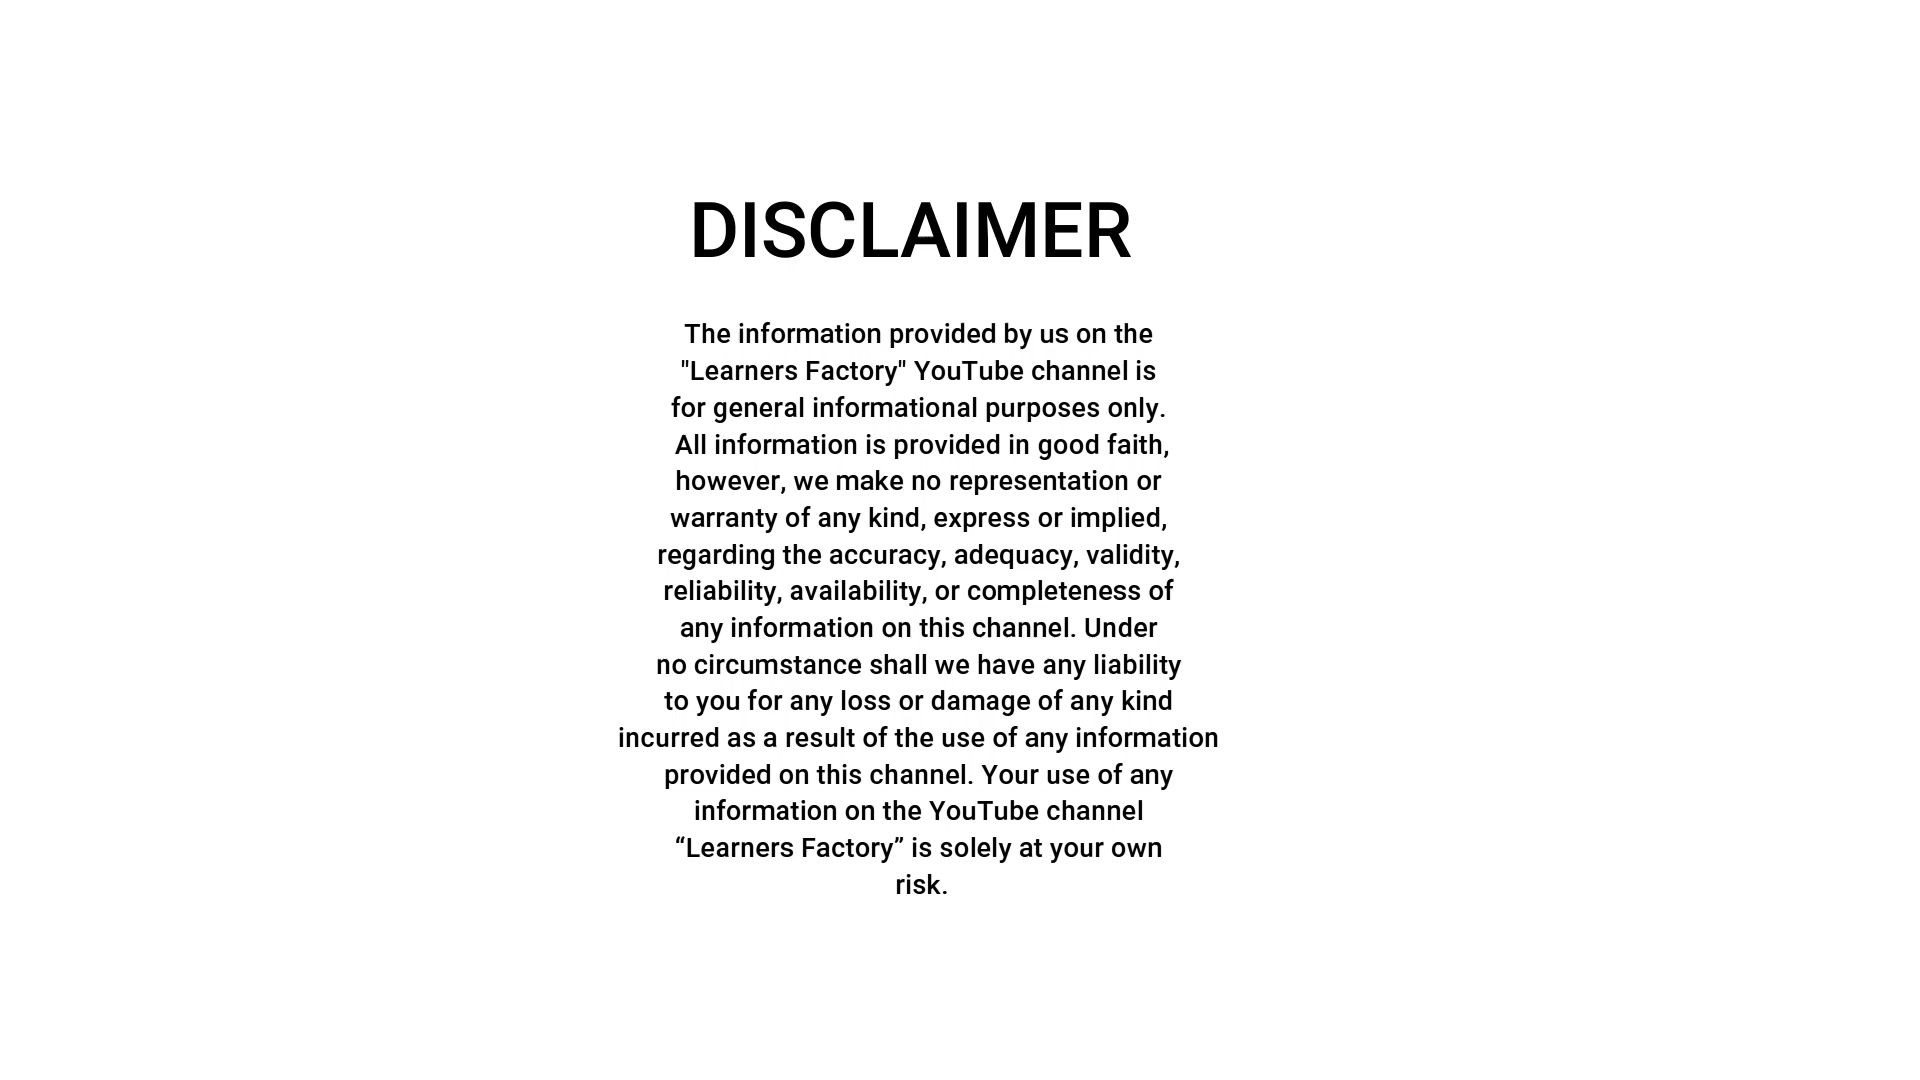 DISCLAIMER
The information provided by us on the
"Learners Factory" YouTube channel is
for general informational purposes only.
All information is provided in good faith,
however, we make no representation or
warranty of any kind, express or implied,
regarding the accuracy, adequacy, validity,
reliability, availability, or completeness of
any information on this channel. Under
no circumstance shall we have any liability
to you for any loss or damage of any kind
incurred as a result of the use of any information
provided on this channel. Your use of any
information on the YouTube channel
“Learners Factory” is solely at your own
risk.